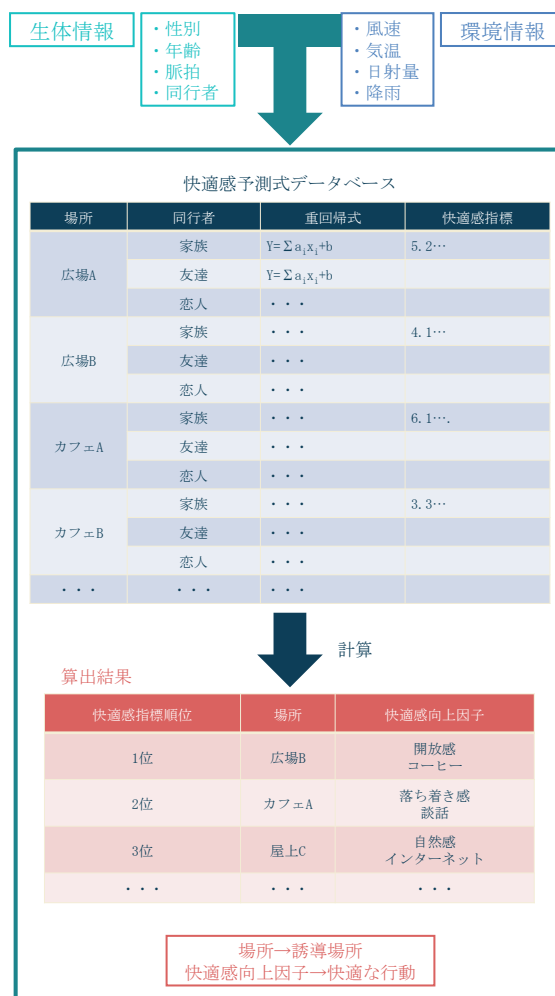 生体情報
・性別
・年齢
・脈拍
・同行者
・風速
・気温
・日射量
・降雨
環境情報
快適感予測式データベース
場所 同行者 重回帰式 快適感指標
広場A 家族 Y=Σaixi+b 5.2…
友達 Y=Σaixi+b
恋人 ・・・
広場B 家族 ・・・ 4.1…
友達 ・・・
恋人 ・・・
カフェA 家族 ・・・ 6.1….
友達 ・・・
恋人 ・・・
カフェB 家族 ・・・ 3.3…
友達 ・・・
恋人 ・・・
・・・ ・・・ ・・・
計算
算出結果
快適感指標順位 場所 快適感向上因子
1位 広場B 開放感
コーヒー
2位 カフェA 落ち着き感
談話
3位 屋上C 自然感
インターネット
・・・ ・・・ ・・・
場所→誘導場所
快適感向上因子→快適な行動